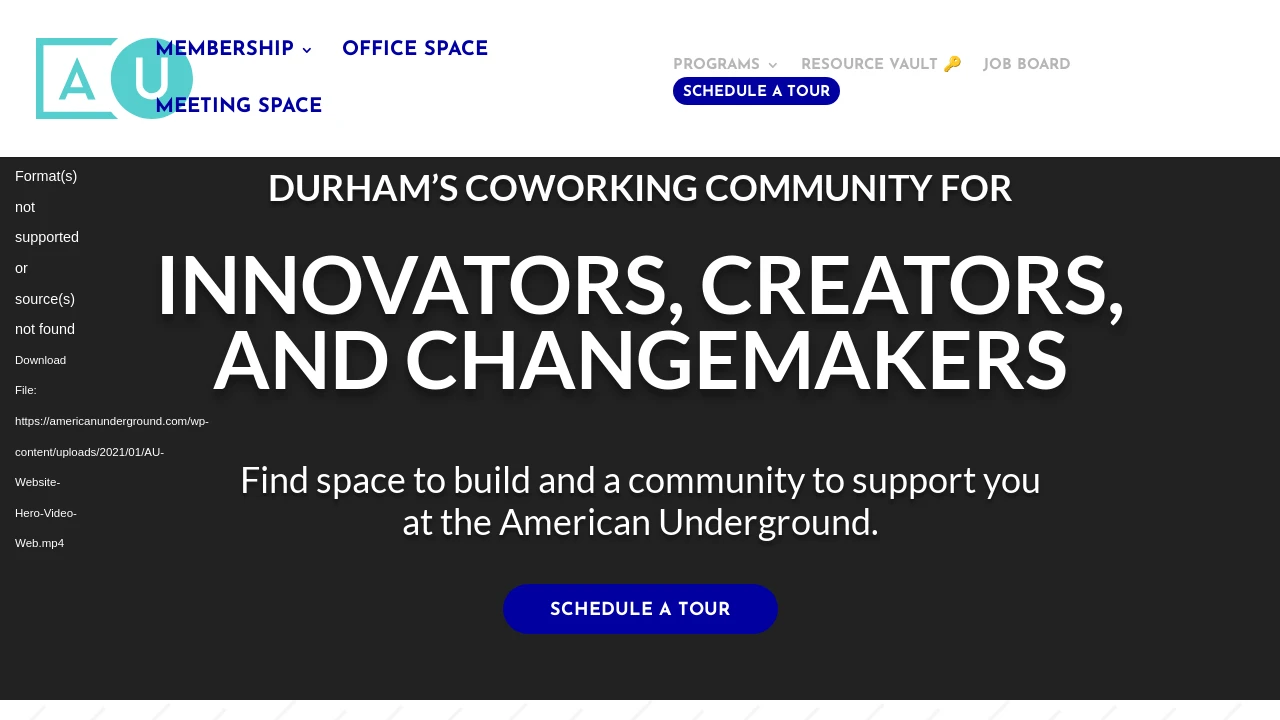 AU
MEMBERSHIP
OFFICE SPACE
MEETING SPACE
PROGRAMS
RESOURCE VAULT 🔑
JOB BOARD
SCHEDULE A TOUR
Format(s)
not
supported
or
source(s)
not found
Download
File:
https://americanunderground.com/wp-
content/uploads/2021/01/AU-
Website-
Hero-Video-
Web.mp4
DURHAM’S COWORKING COMMUNITY FOR
INNOVATORS, CREATORS,
AND CHANGEMAKERS
Find space to build and a community to support you
at the American Underground.
SCHEDULE A TOUR